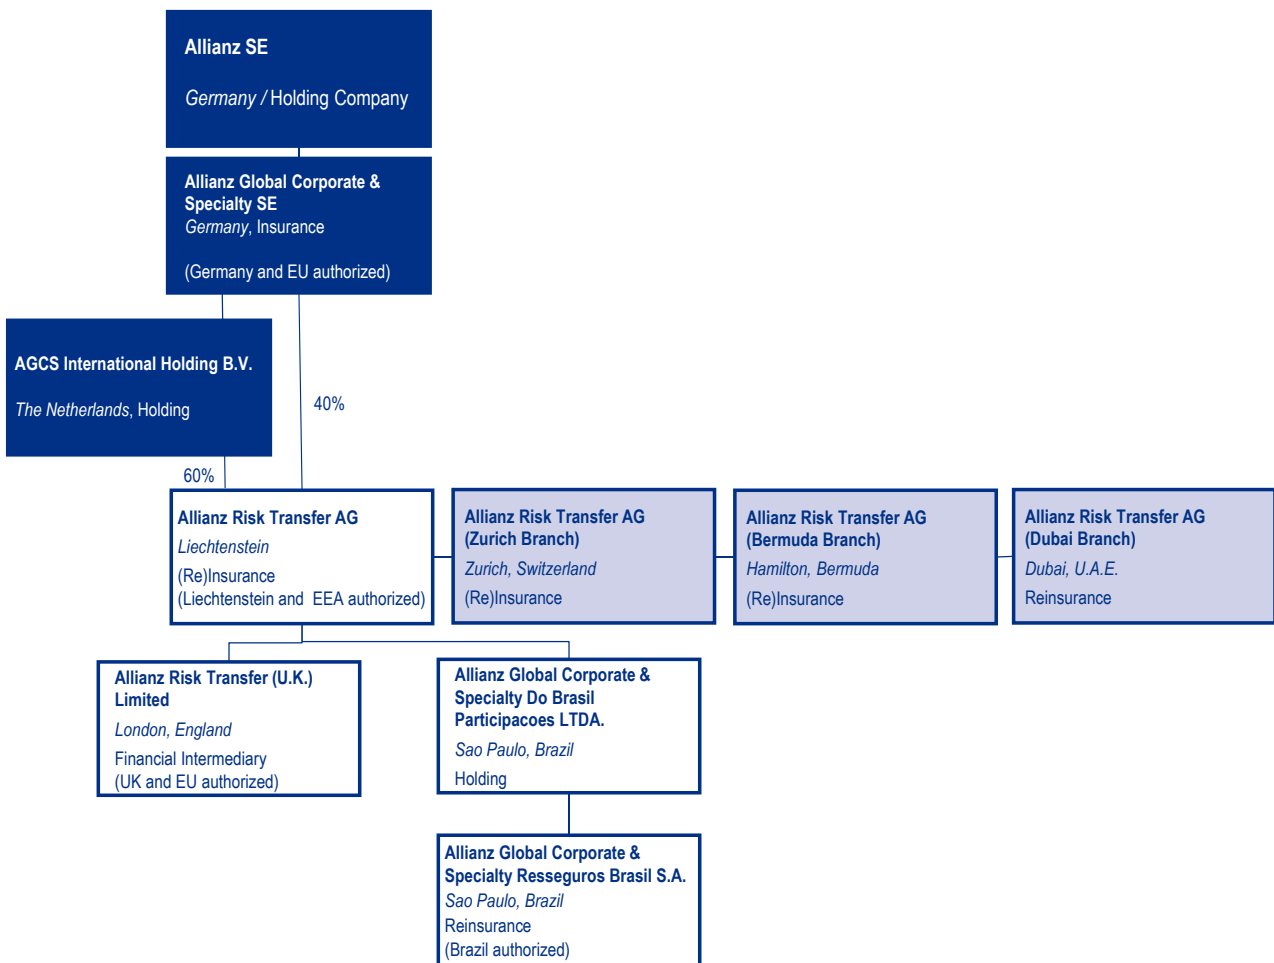 Allianz SE
Germany / Holding Company
Allianz Global Corporate &
Specialty SE
Germany, Insurance
(Germany and EU authorized)
AGCS International Holding B.V.
The Netherlands, Holding
40%
60%
Allianz Risk Transfer AG
Liechtenstein
(Re)Insurance
(Liechtenstein and EEA authorized)
Allianz Risk Transfer AG
(Zurich Branch)
Zurich, Switzerland
(Re)Insurance
Allianz Risk Transfer AG
(Bermuda Branch)
Hamilton, Bermuda
(Re)Insurance
Allianz Risk Transfer AG
(Dubai Branch)
Dubai, U.A.E.
Reinsurance
Allianz Risk Transfer (U.K.)
Limited
London, England
Financial Intermediary
(UK and EU authorized)
Allianz Global Corporate &
Specialty Do Brasil
Participacoes LTDA.
Sao Paulo, Brazil
Holding
Allianz Global Corporate &
Specialty Resseguros Brasil S.A.
Sao Paulo, Brazil
Reinsurance
(Brazil authorized)